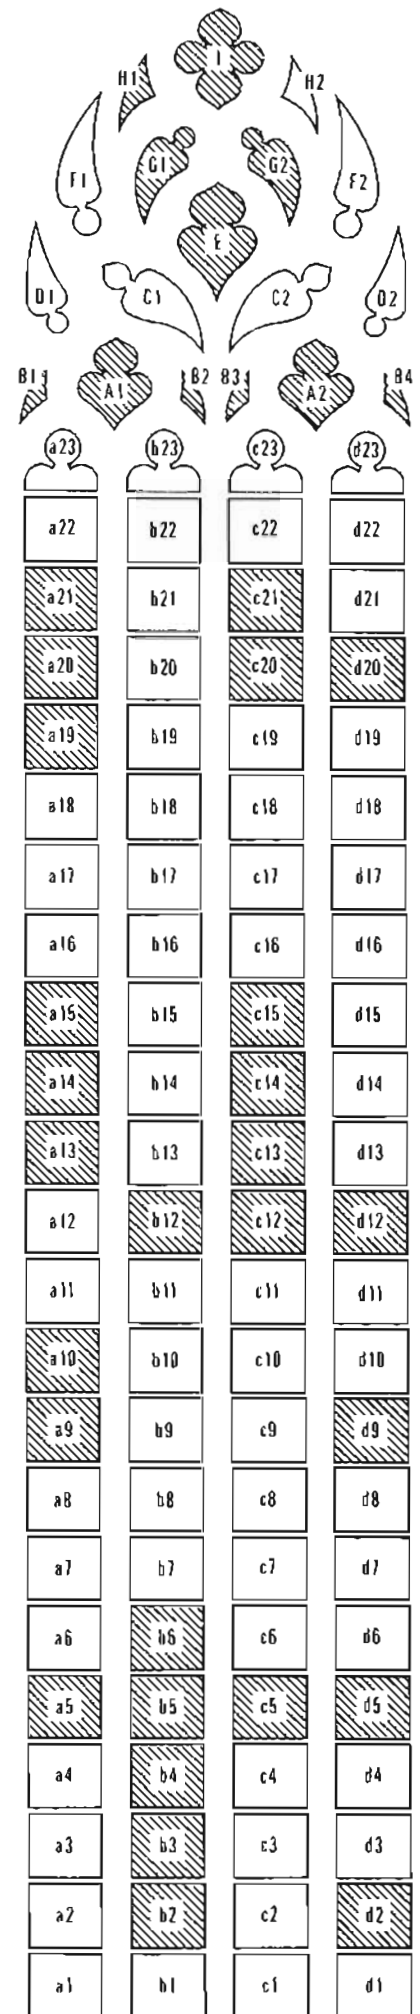 I
H1 H2
F1 G1 G2 F2
E
D1 C1 C2 D2
B1 A1 B2 B3 A2 B4
a23 b23 c23 d23
a22 b22 c22 d22
a21 b21 c21 d21
a20 b20 c20 d20
a19 b19 c19 d19
a18 b18 c18 d18
a17 b17 c17 d17
a16 b16 c16 d16
a15 b15 c15 d15
a14 b14 c14 d14
a13 b13 c13 d13
a12 b12 c12 d12
a11 b11 c11 d11
a10 b10 c10 d10
a9 b9 c9 d9
a8 b8 c8 d8
a7 b7 c7 d7
a6 b6 c6 d6
a5 b5 c5 d5
a4 b4 c4 d4
a3 b3 c3 d3
a2 b2 c2 d2
a1 b1 c1 d1